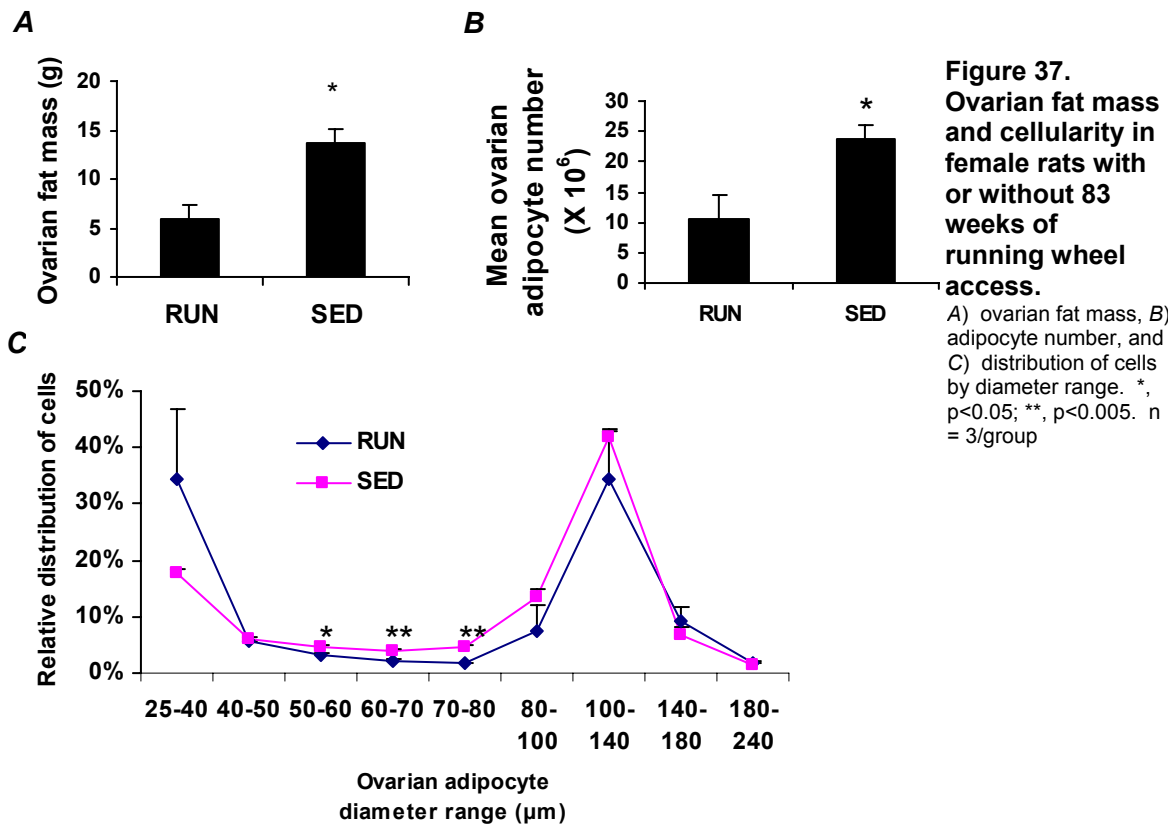 A
Ovarian fat mass (g)
20
15
10
5
0
*
RUN SED
B
Mean ovarian
adipocyte number
(X 10⁶)
30
25
20
15
10
5
0
*
RUN SED
Figure 37.
Ovarian fat mass
and cellularity in
female rats with
or without 83
weeks of
running wheel
access.
A) ovarian fat mass, B)
adipocyte number, and
C) distribution of cells
by diameter range. *,
p<0.05; **, p<0.005. n
= 3/group
C
Relative distribution of cells
50%
40%
30%
20%
10%
0%
RUN
SED
* ** **
25-40 40-50 50-60 60-70 70-80 80- 100- 140- 180-
100 140 180 240
Ovarian adipocyte
diameter range (µm)